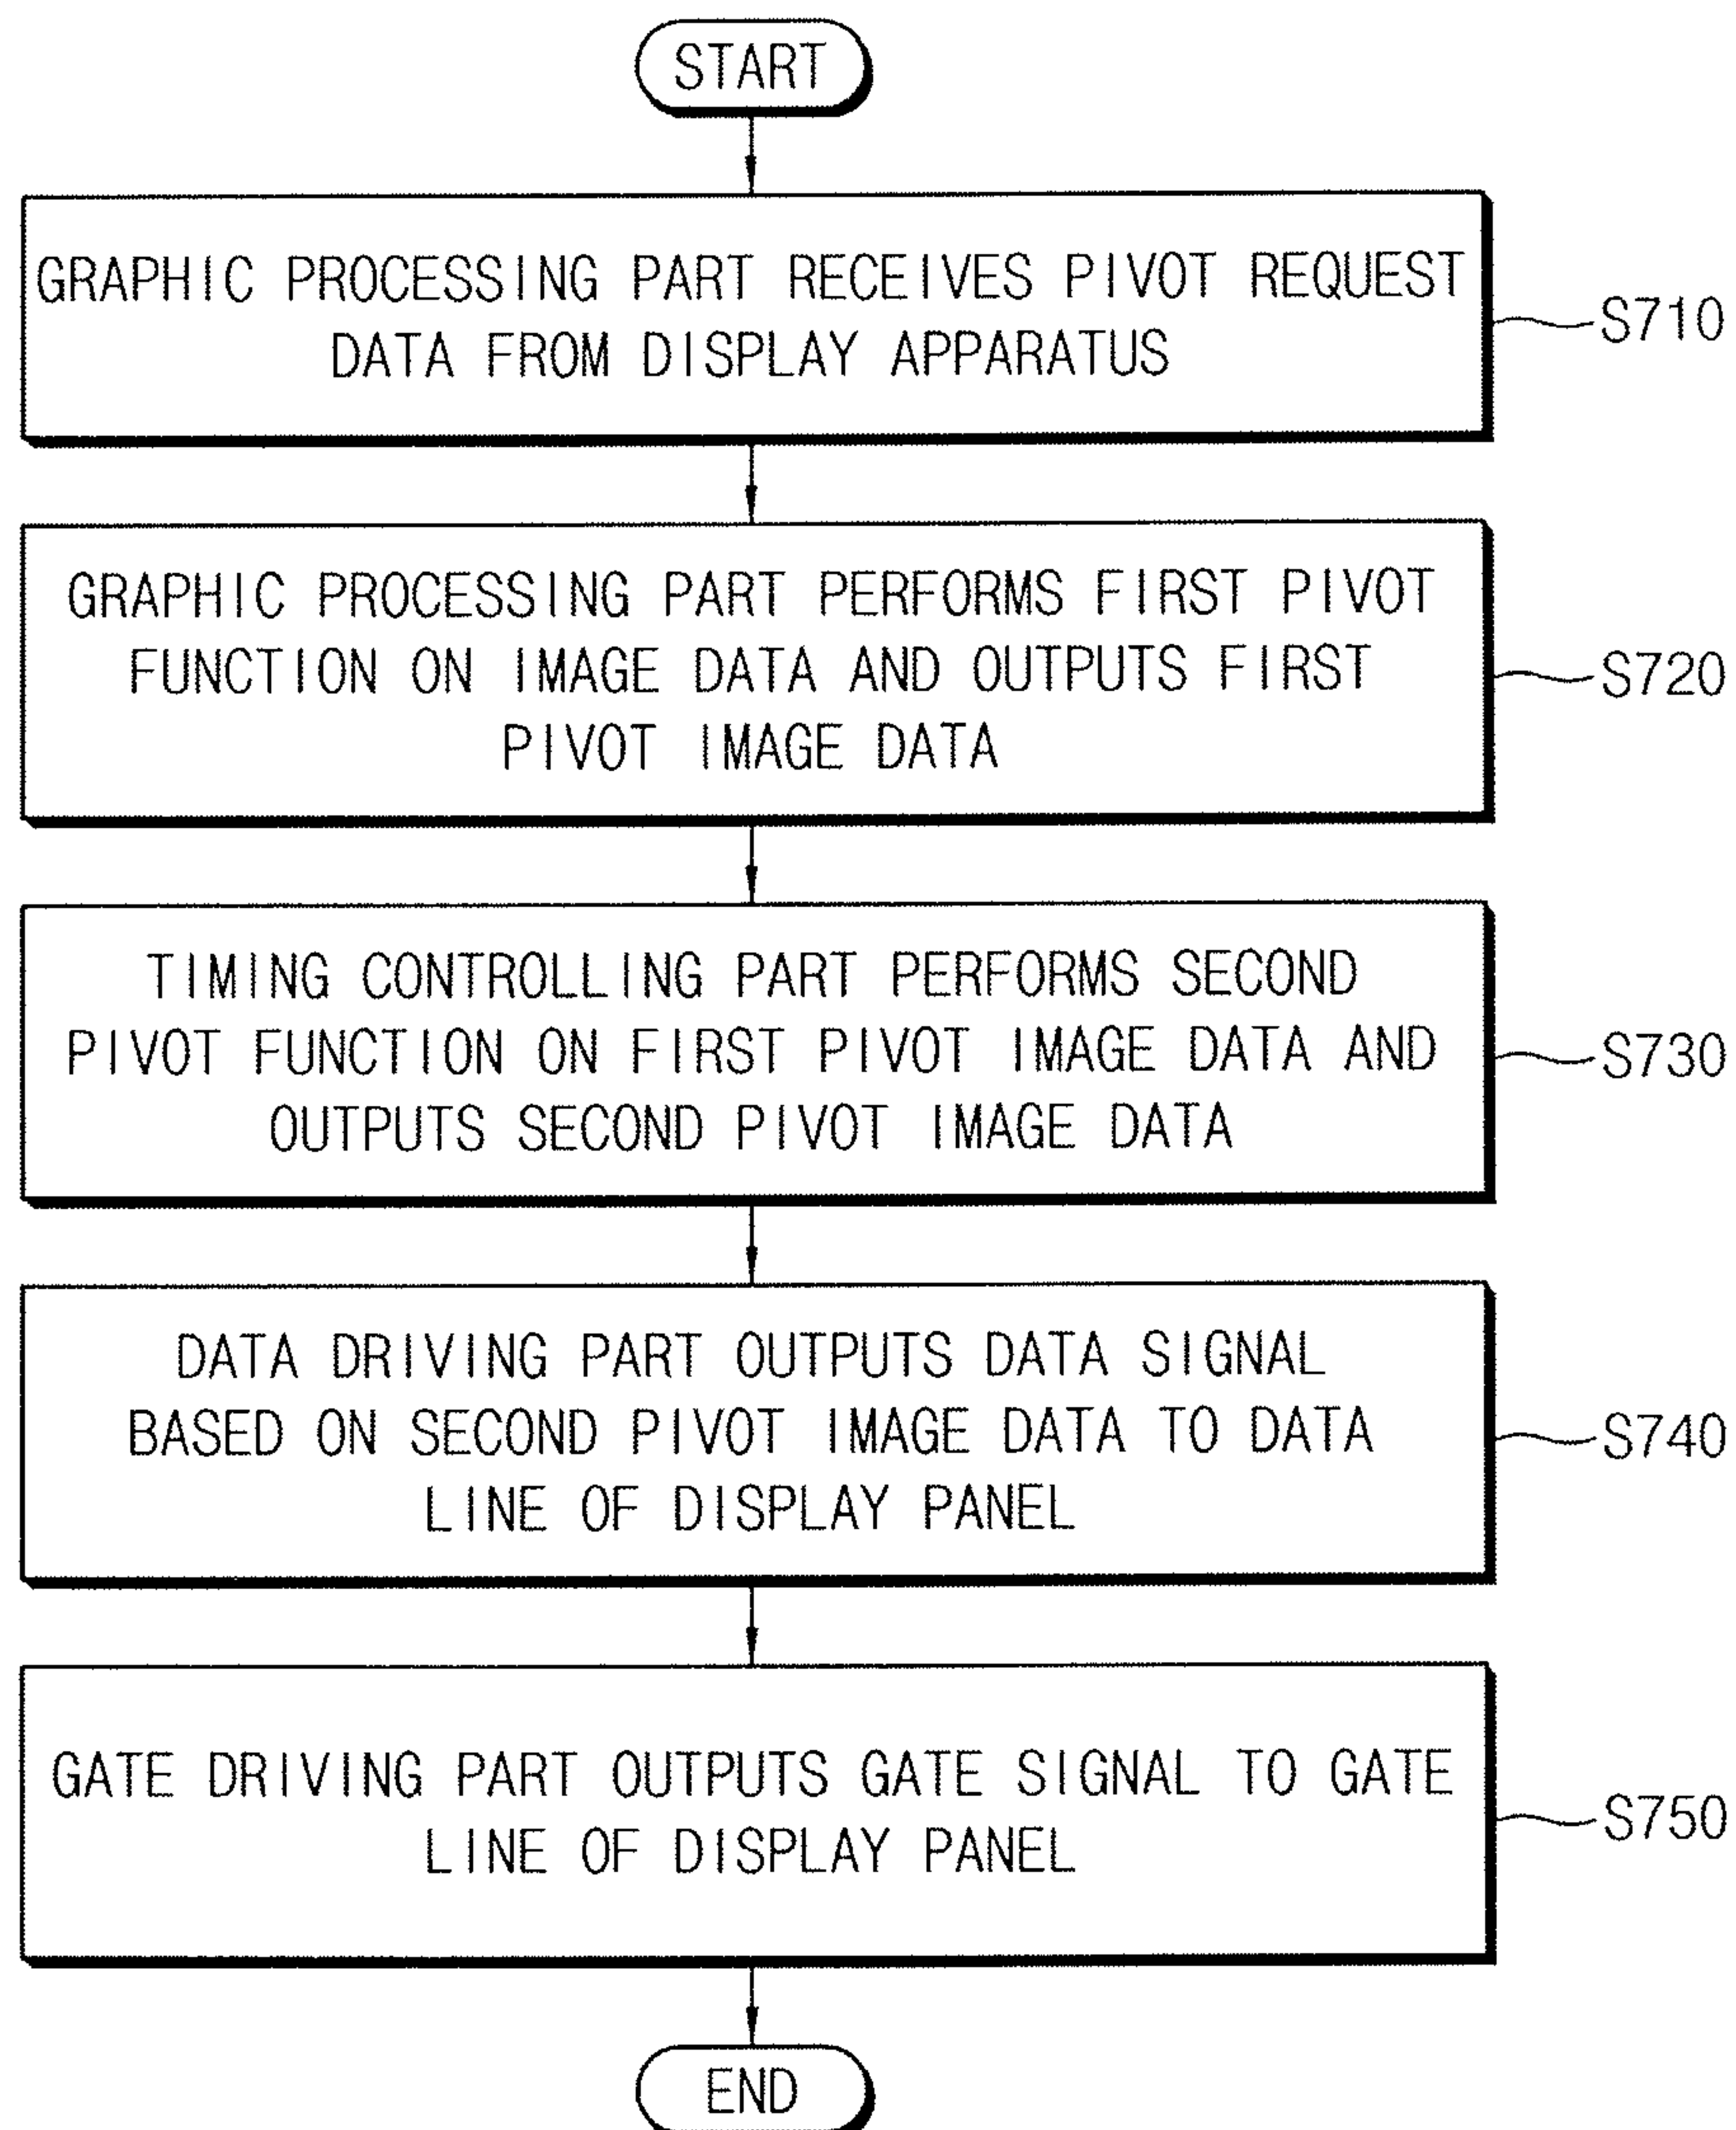 START
GRAPHIC PROCESSING PART RECEIVES PIVOT REQUEST
DATA FROM DISPLAY APPARATUS
S710
GRAPHIC PROCESSING PART PERFORMS FIRST PIVOT
FUNCTION ON IMAGE DATA AND OUTPUTS FIRST
PIVOT IMAGE DATA
S720
TIMING CONTROLLING PART PERFORMS SECOND
PIVOT FUNCTION ON FIRST PIVOT IMAGE DATA AND
OUTPUTS SECOND PIVOT IMAGE DATA
S730
DATA DRIVING PART OUTPUTS DATA SIGNAL
BASED ON SECOND PIVOT IMAGE DATA TO DATA
LINE OF DISPLAY PANEL
S740
GATE DRIVING PART OUTPUTS GATE SIGNAL TO GATE
LINE OF DISPLAY PANEL
S750
END